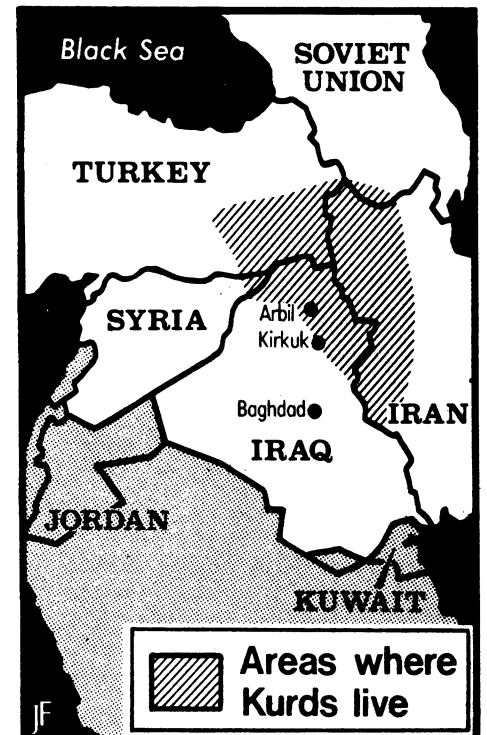 Black Sea
SOVIET
UNION
TURKEY
SYRIA
Arbil
Kirkuk
Baghdad
IRAN
IRAQ
JORDAN
KUWAIT
Areas where
Kurds live
JF